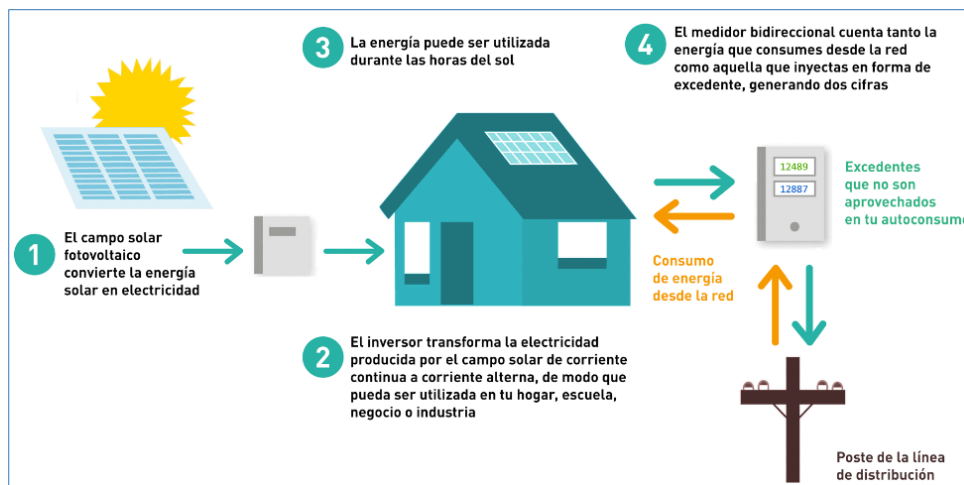 1
El campo solar
fotovoltaico
convierte la energía
solar en electricidad
2
El inversor transforma la electricidad
producida por el campo solar de corriente
continua a corriente alterna, de modo que
pueda ser utilizada en tu hogar, escuela,
negocio o industria
3
La energía puede ser utilizada
durante las horas del sol
4
El medidor bidireccional cuenta tanto la
energía que consumes desde la red
como aquella que inyectas en forma de
excedente, generando dos cifras
12489
12887
Excedentes
que no son
aprovechados
en tu autoconsumo
Consumo
de energía
desde la red
Poste de la línea
de distribución